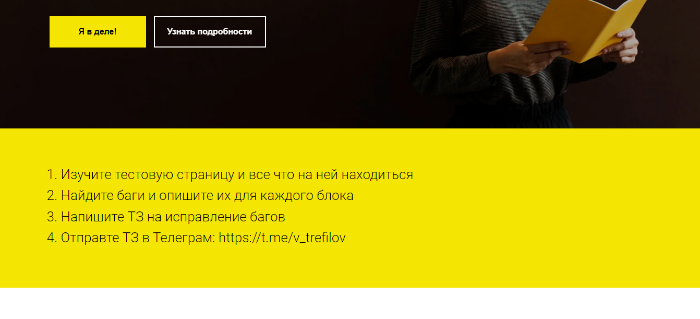 Я в деле!
Узнать подробности
1. Изучите тестовую страницу и все что на ней находиться
2. Найдите баги и опишите их для каждого блока
3. Напишите ТЗ на исправление багов
4. Отправте ТЗ в Телеграм: https://t.me/v_trefilov